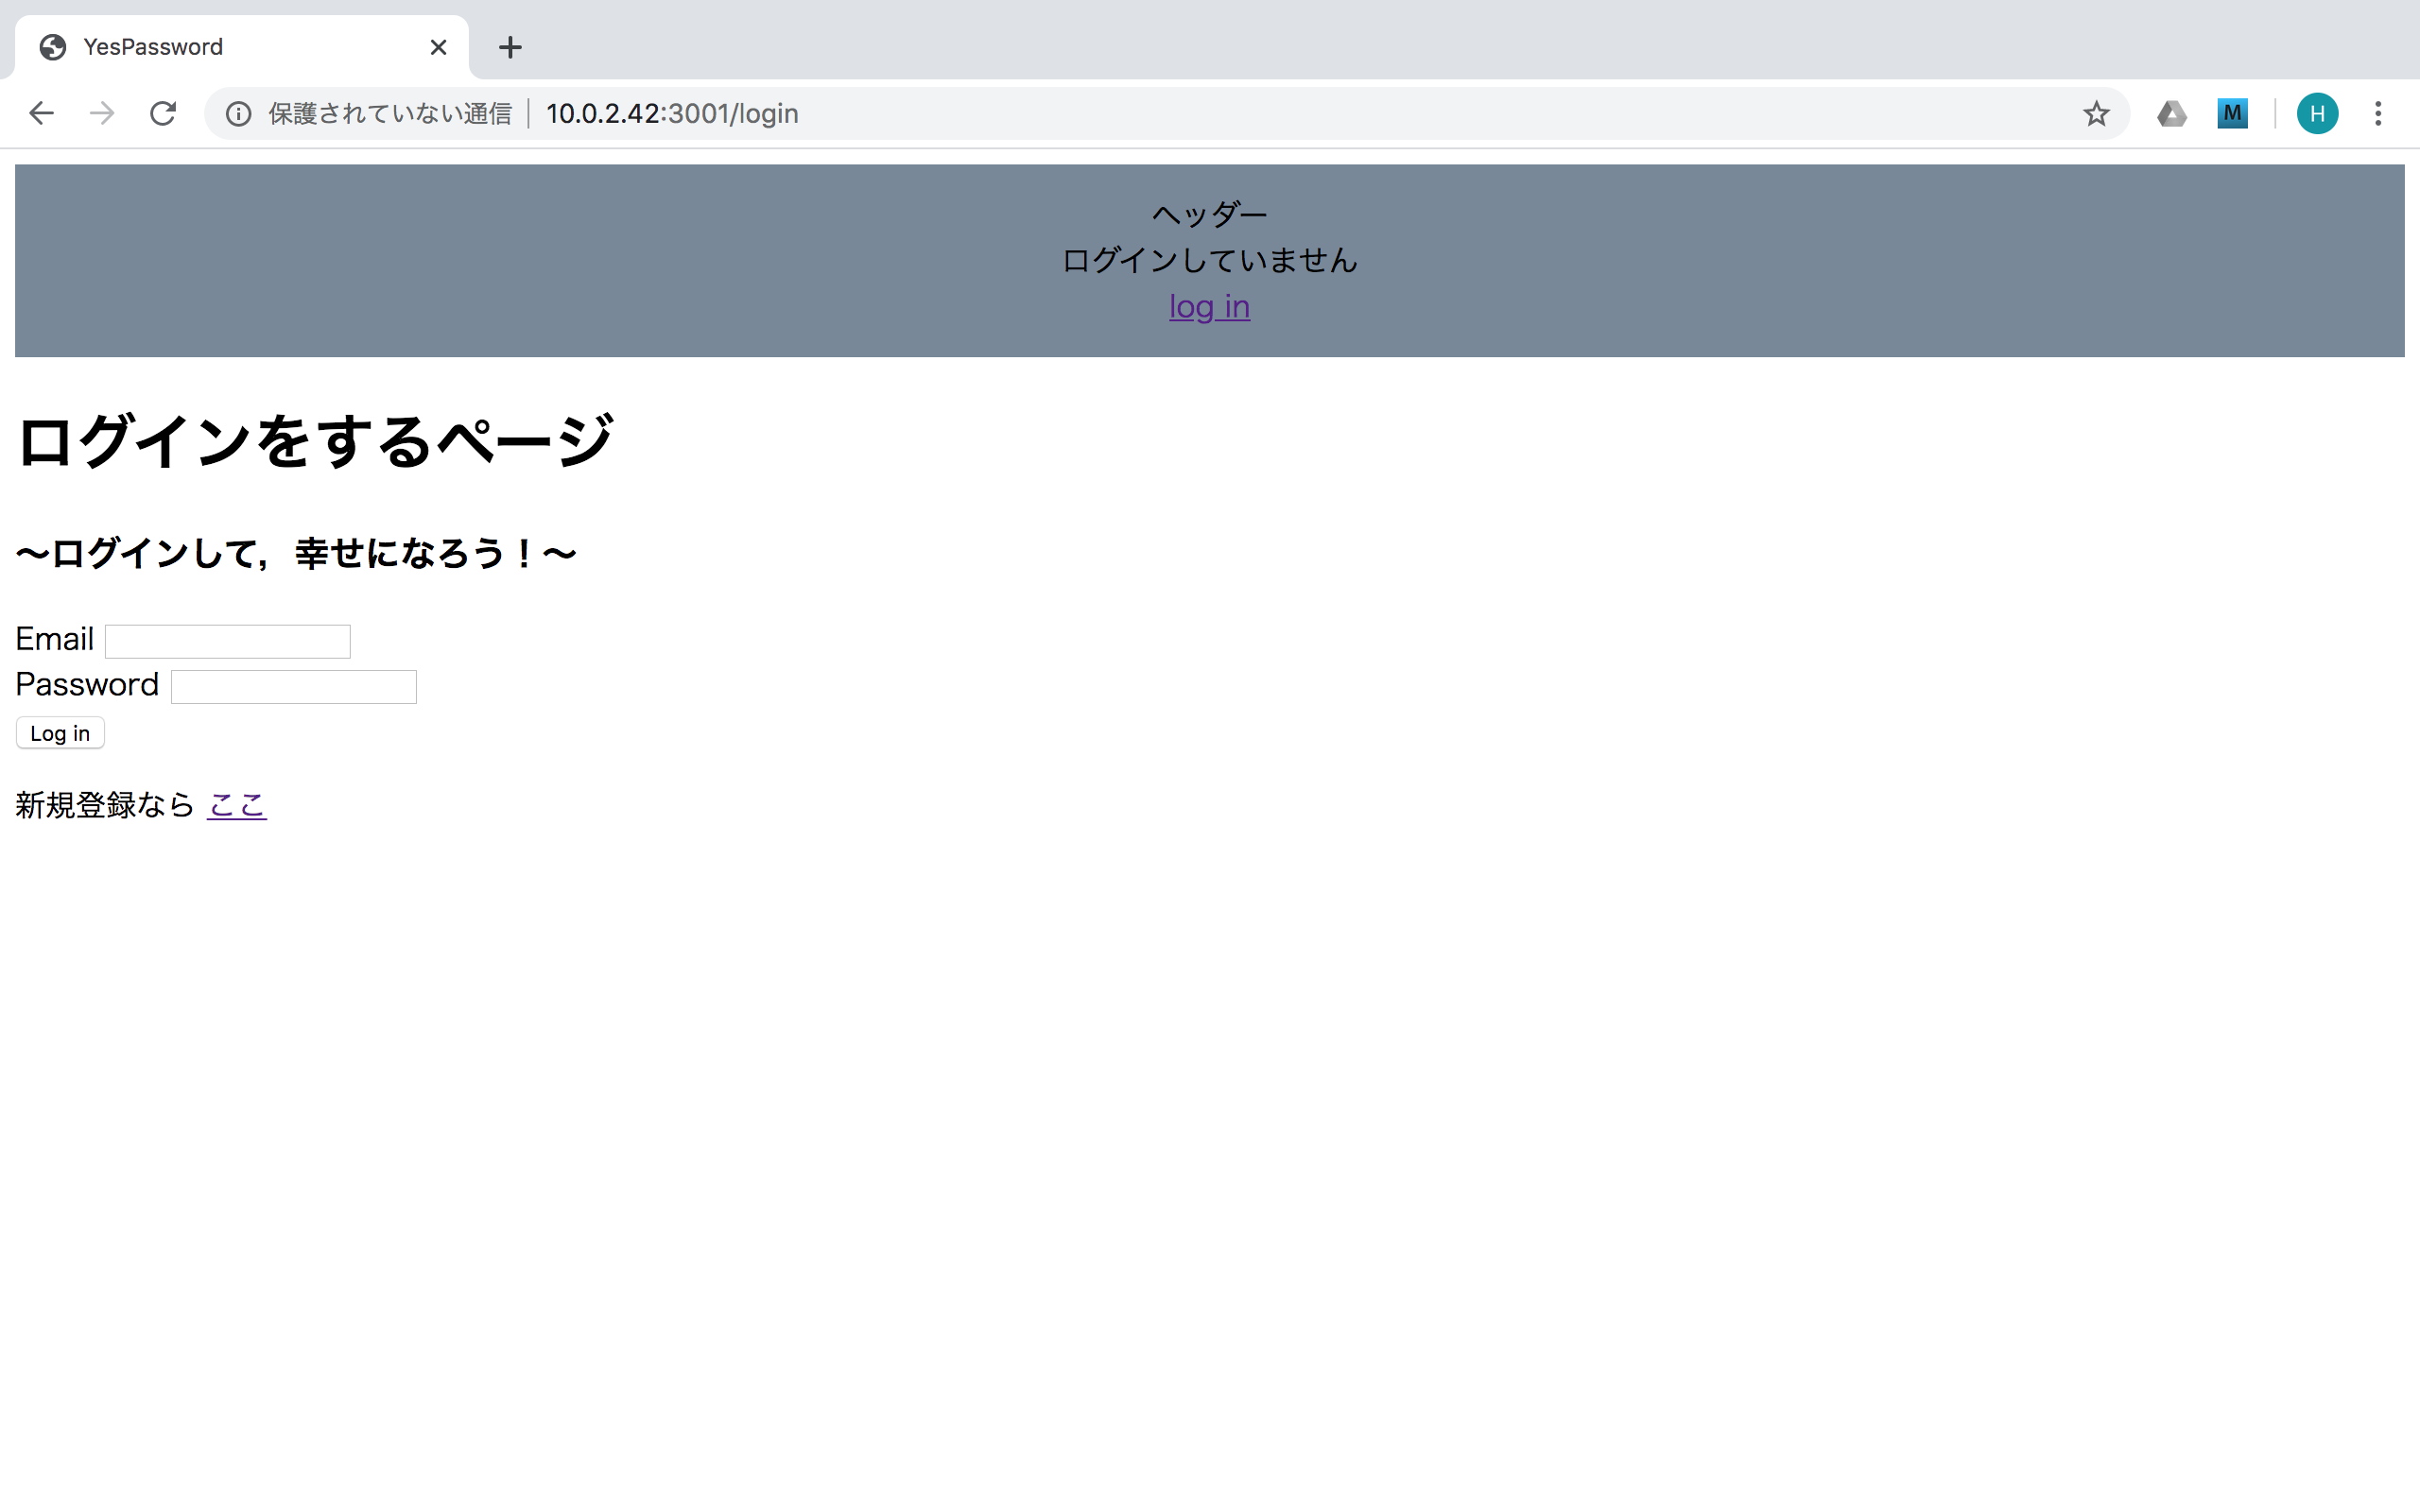 YesPassword
保護されていない通信 10.0.2.42:3001/login
M
H
ヘッダー
ログインしていません
log in
ログインをするページ
〜ログインして，幸せになろう！〜
Email
Password
Log in
新規登録なら ここ